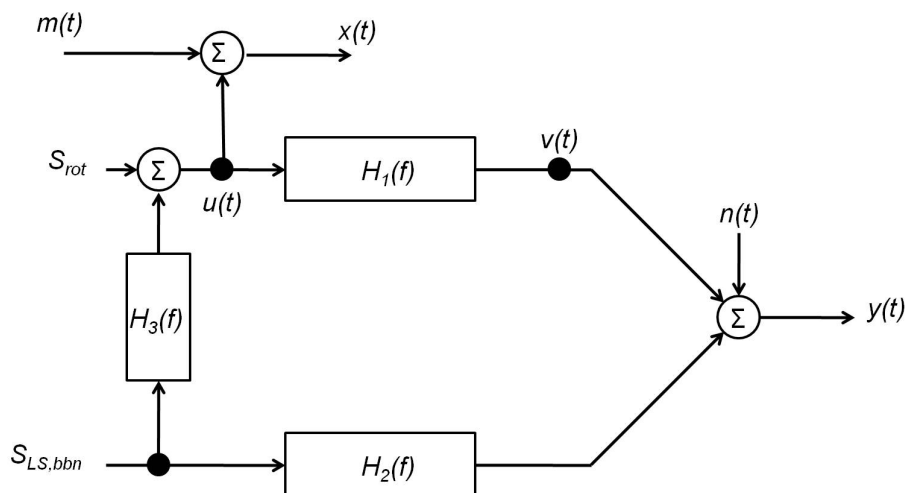 m(t)
x(t)
Σ
S_rot
Σ
u(t)
H_1(f)
v(t)
n(t)
H_3(f)
Σ
y(t)
S_LS,bbn
H_2(f)